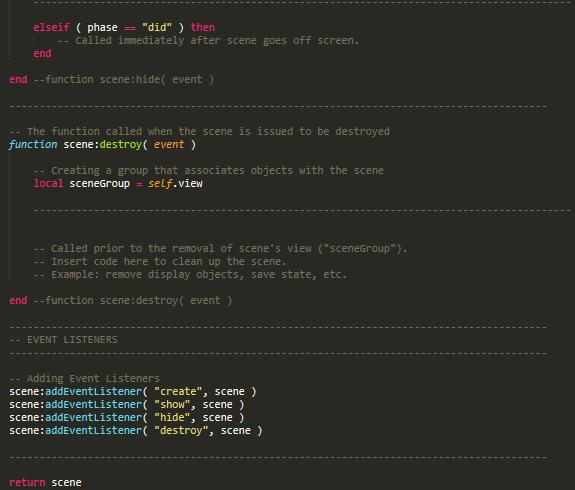 -----------------------------------------------------------------------------------------
elseif ( phase == "did" ) then
-- Called immediately after scene goes off screen.
end
end --function scene:hide( event )
-----------------------------------------------------------------------------------------
-- The function called when the scene is issued to be destroyed
function scene:destroy( event )
-- Creating a group that associates objects with the scene
local sceneGroup = self.view
-----------------------------------------------------------------------------------------
-- Called prior to the removal of scene's view ("sceneGroup").
-- Insert code here to clean up the scene.
-- Example: remove display objects, save state, etc.
end --function scene:destroy( event )
-----------------------------------------------------------------------------------------
-- EVENT LISTENERS
-----------------------------------------------------------------------------------------
-- Adding Event Listeners
scene:addEventListener( "create", scene )
scene:addEventListener( "show", scene )
scene:addEventListener( "hide", scene )
scene:addEventListener( "destroy", scene )
-----------------------------------------------------------------------------------------
return scene